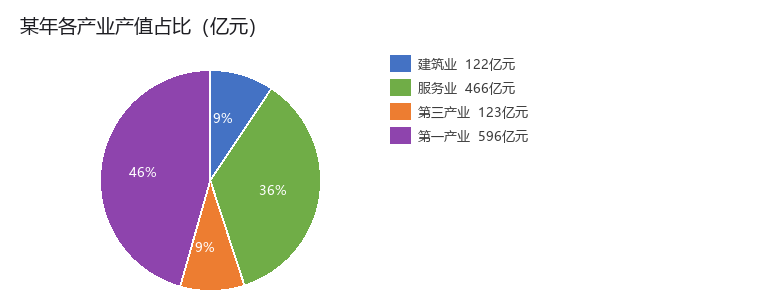 某年各产业产值占比（亿元）
建筑业 122亿元
服务业 466亿元
第三产业 123亿元
第一产业 596亿元
9%
46%
36%
9%